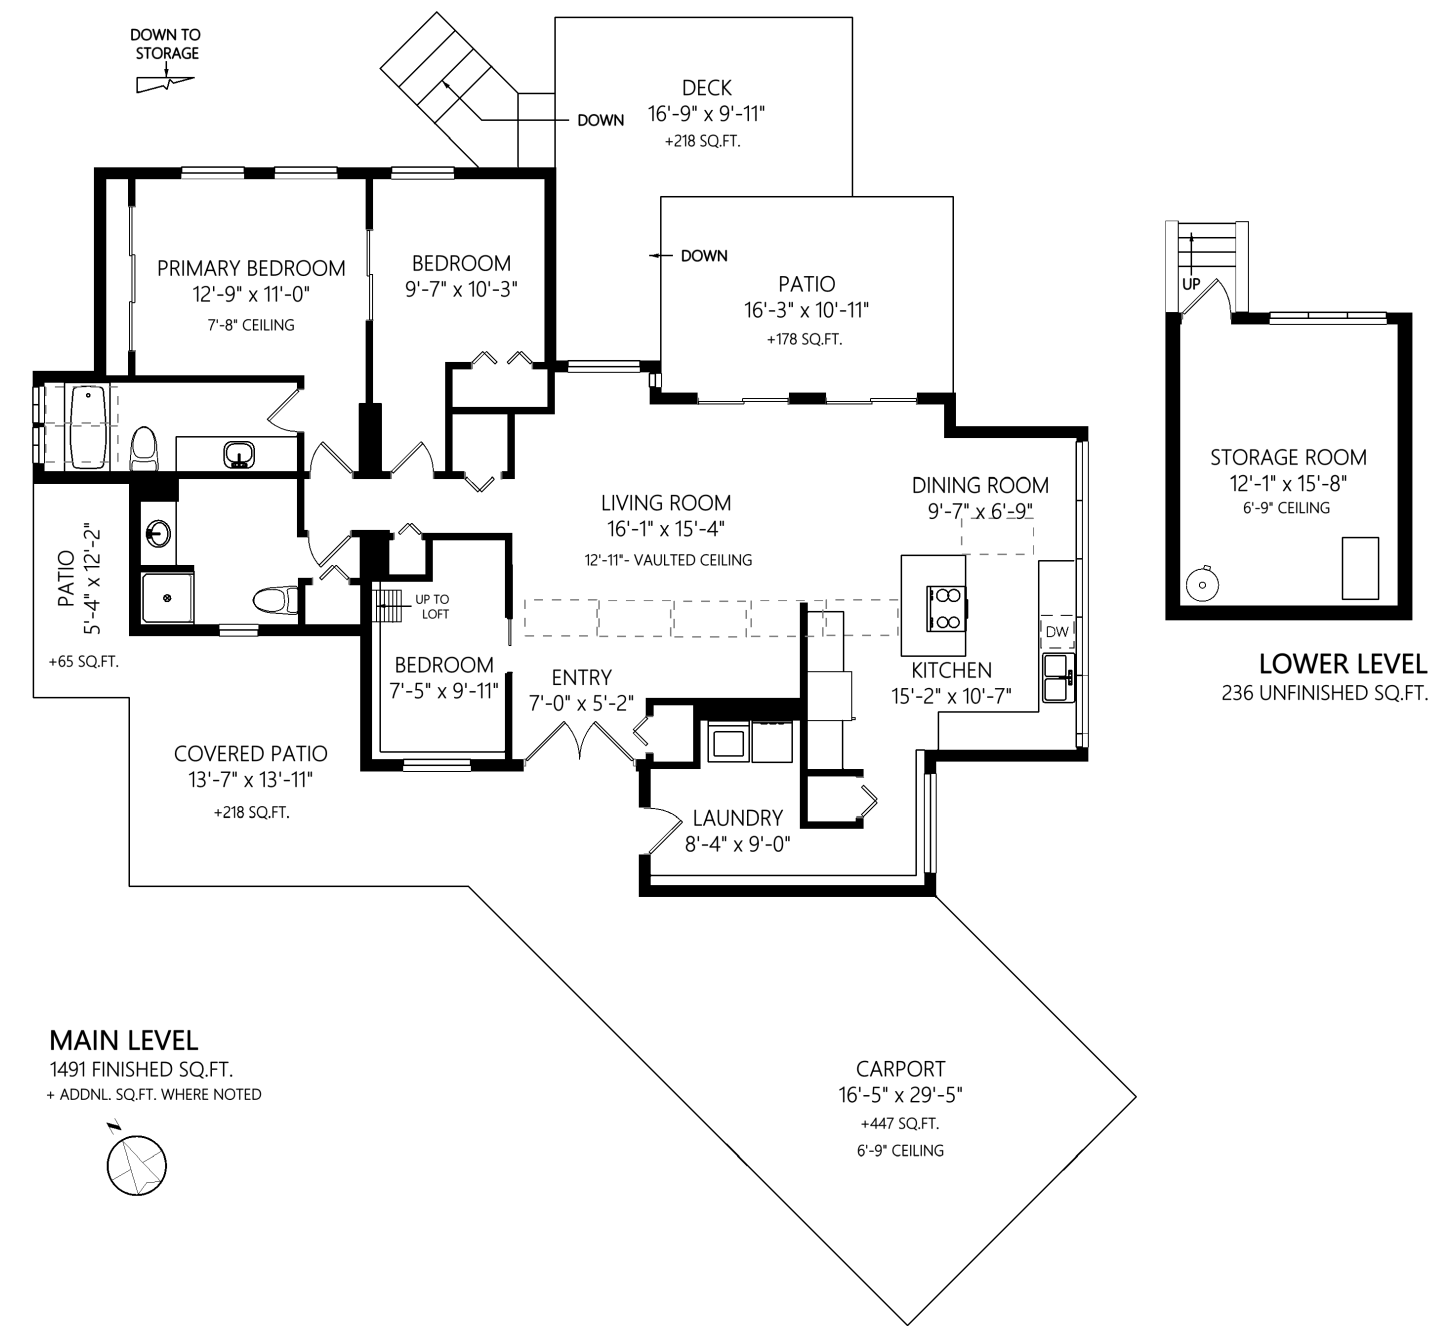 DOWN TO
STORAGE
DECK
16'-9" x 9'-11"
+218 SQ.FT.
DOWN
PRIMARY BEDROOM
12'-9" x 11'-0"
7'-8" CEILING
BEDROOM
9'-7" x 10'-3"
DOWN
PATIO
16'-3" x 10'-11"
+178 SQ.FT.
UP
STORAGE ROOM
12'-1" x 15'-8"
6'-9" CEILING
LIVING ROOM
16'-1" x 15'-4"
12'-11"- VAULTED CEILING
DINING ROOM
9'-7" x 6'-9"
PATIO
5'-4" x 12'-2"
+65 SQ.FT.
UP TO
LOFT
BEDROOM
7'-5" x 9'-11"
ENTRY
7'-0" x 5'-2"
DW
KITCHEN
15'-2" x 10'-7"
LOWER LEVEL
236 UNFINISHED SQ.FT.
COVERED PATIO
13'-7" x 13'-11"
+218 SQ.FT.
LAUNDRY
8'-4" x 9'-0"
MAIN LEVEL
1491 FINISHED SQ.FT.
+ ADDNL. SQ.FT. WHERE NOTED
N
CARPORT
16'-5" x 29'-5"
+447 SQ.FT.
6'-9" CEILING